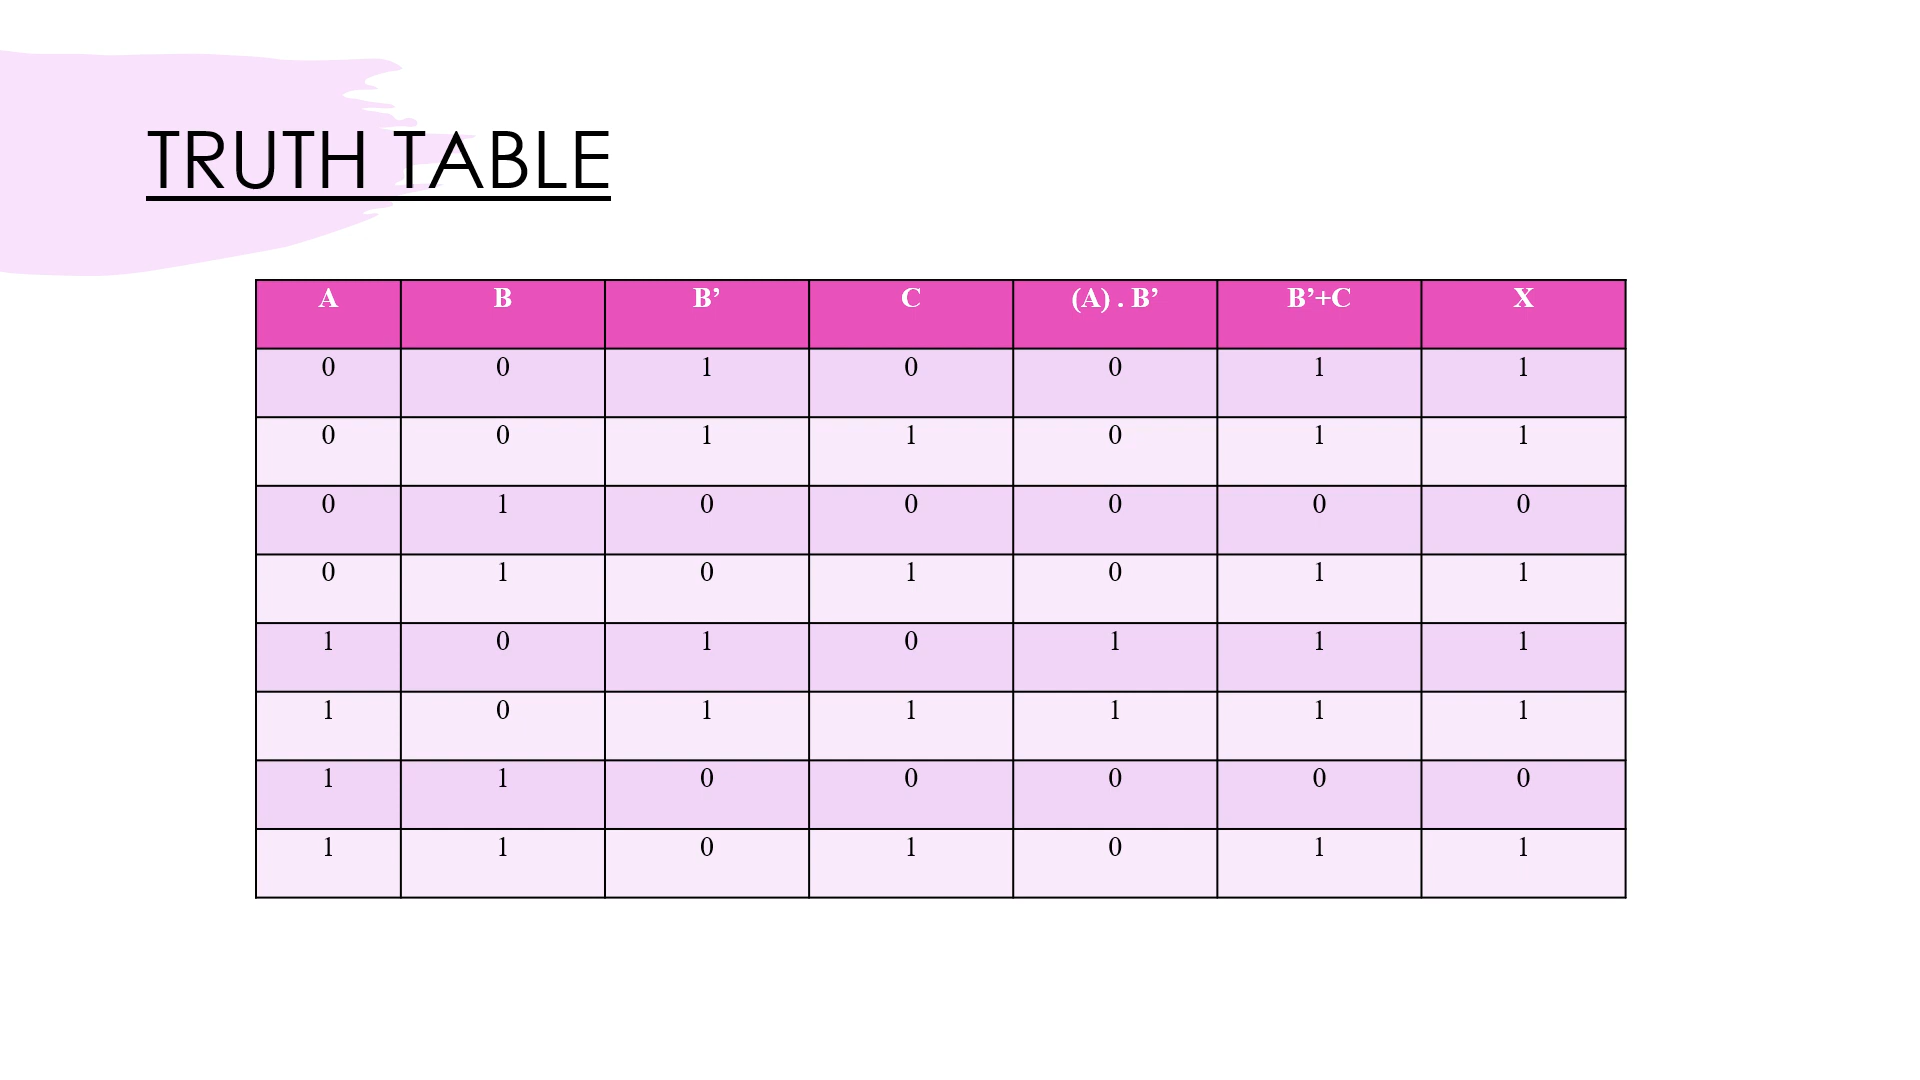 TRUTH TABLE
A B B’ C (A) . B’ B’+C X
0 0 1 0 0 1 1
0 0 1 1 0 1 1
0 1 0 0 0 0 0
0 1 0 1 0 1 1
1 0 1 0 1 1 1
1 0 1 1 1 1 1
1 1 0 0 0 0 0
1 1 0 1 0 1 1